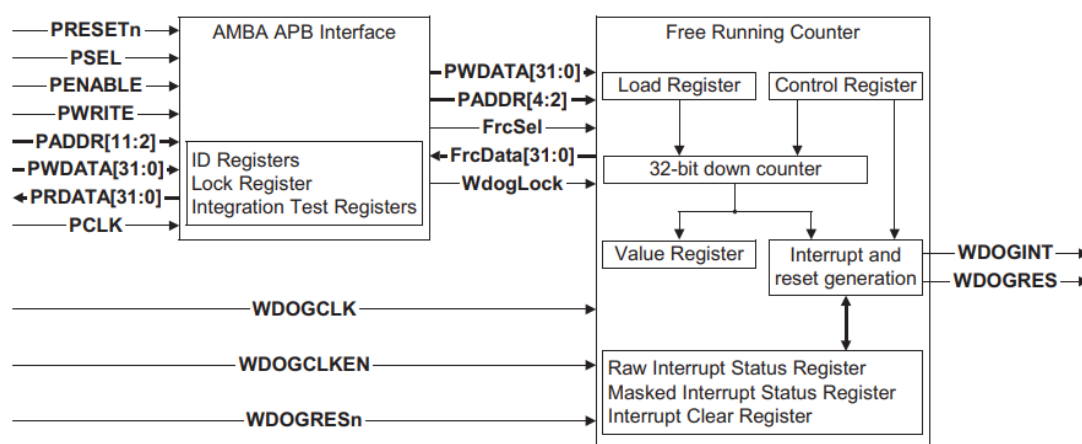 PRESETn
PSEL
PENABLE
PWRITE
PADDR[11:2]
PWDATA[31:0]
PRDATA[31:0]
PCLK
AMBA APB Interface
ID Registers
Lock Register
Integration Test Registers
PWDATA[31:0]
PADDR[4:2]
FrcSel
FrcData[31:0]
WdogLock
Free Running Counter
Load Register
Control Register
32-bit down counter
Value Register
Interrupt and
reset generation
WDOGINT
WDOGRES
WDOGCLK
WDOGCLKEN
WDOGRESn
Raw Interrupt Status Register
Masked Interrupt Status Register
Interrupt Clear Register